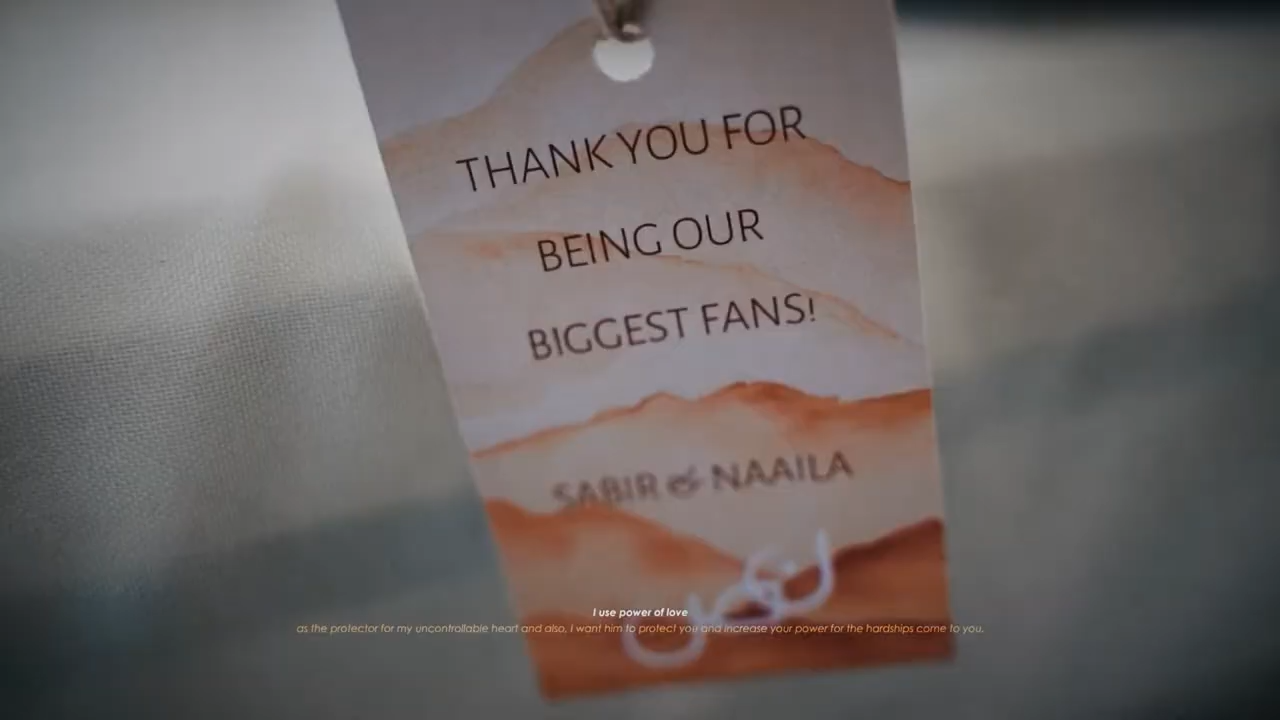 THANK YOU FOR
BEING OUR
BIGGEST FANS!
SABIR & NAAILA
I use power of love
as the protector for my uncontrollable heart and also, I want him to protect you and increase your power for the hardships come to you.